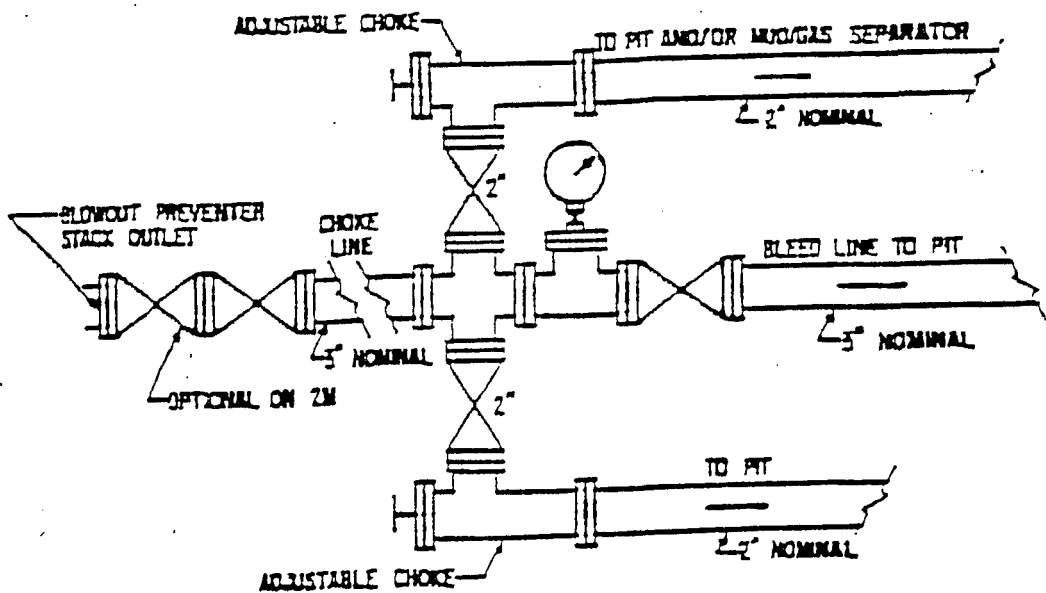 ADJUSTABLE CHOKE
TO PIT AND/OR MUD/GAS SEPARATOR
2" NOMINAL
2"
BLOWOUT PREVENTER
STACK OUTLET
CHOKE
LINE
BLEED LINE TO PIT
3" NOMINAL
3" NOMINAL
OPTIONAL ON 2M
2"
TO PIT
2" NOMINAL
ADJUSTABLE CHOKE